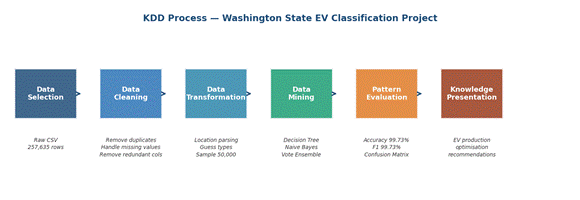 KDD Process — Washington State EV Classification Project
Data
Selection
Data
Cleaning
Data
Transformation
Data
Mining
Pattern
Evaluation
Knowledge
Presentation
Raw CSV
257,635 rows
Remove duplicates
Handle missing values
Remove redundant cols
Location parsing
Guess types
Sample 50,000
Decision Tree
Naive Bayes
Vote Ensemble
Accuracy 99.73%
F1 99.73%
Confusion Matrix
EV production
optimisation
recommendations